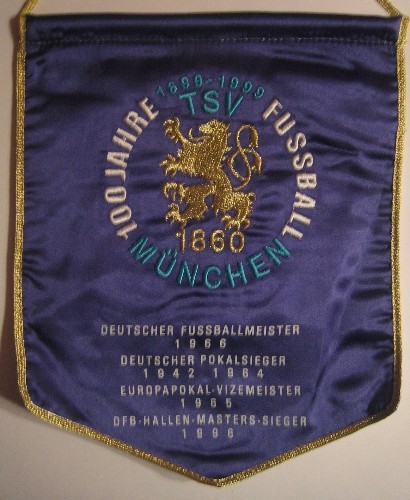 1899-1999
TSV
100 JAHRE FUSSBALL
1860
MÜNCHEN
DEUTSCHER FUSSBALLMEISTER
1966
DEUTSCHER POKALSIEGER
1942 1964
EUROPAPOKAL-VIZEMEISTER
1965
DFB-HALLEN-MASTERS-SIEGER
1996